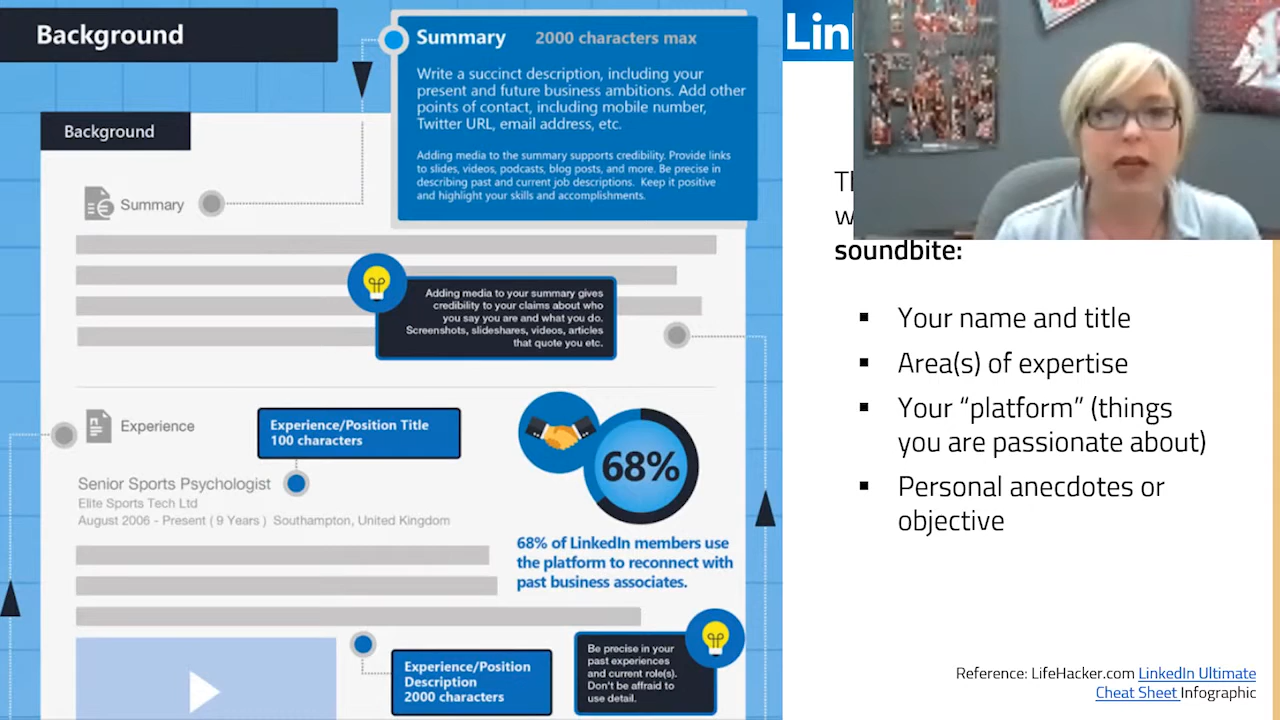 Background
Summary 2000 characters max
Write a succinct description, including your
present and future business ambitions. Add other
points of contact, including mobile number,
Twitter URL, email address, etc.
Adding media to the summary supports credibility. Provide links
to slides, videos, podcasts, blog posts, and more. Be precise in
describing past and current job descriptions. Keep it positive
and highlight your skills and accomplishments.
Background
Summary
Adding media to your summary gives
credibility to your claims about who
you say you are and what you do.
Screenshots, slideshares, videos, articles
that quote you etc.
Experience
Experience/Position Title
100 characters
Senior Sports Psychologist
Elite Sports Tech Ltd
August 2006 - Present ( 9 Years ) Southampton, United Kingdom
68%
68% of LinkedIn members use
the platform to reconnect with
past business associates.
Experience/Position
Description
2000 characters
Be precise in your
past experiences
and current role(s).
Don't be affraid to
use detail.
soundbite:
▪ Your name and title
▪ Area(s) of expertise
▪ Your “platform” (things
you are passionate about)
▪ Personal anecdotes or
objective
Reference: LifeHacker.com LinkedIn Ultimate
Cheat Sheet Infographic